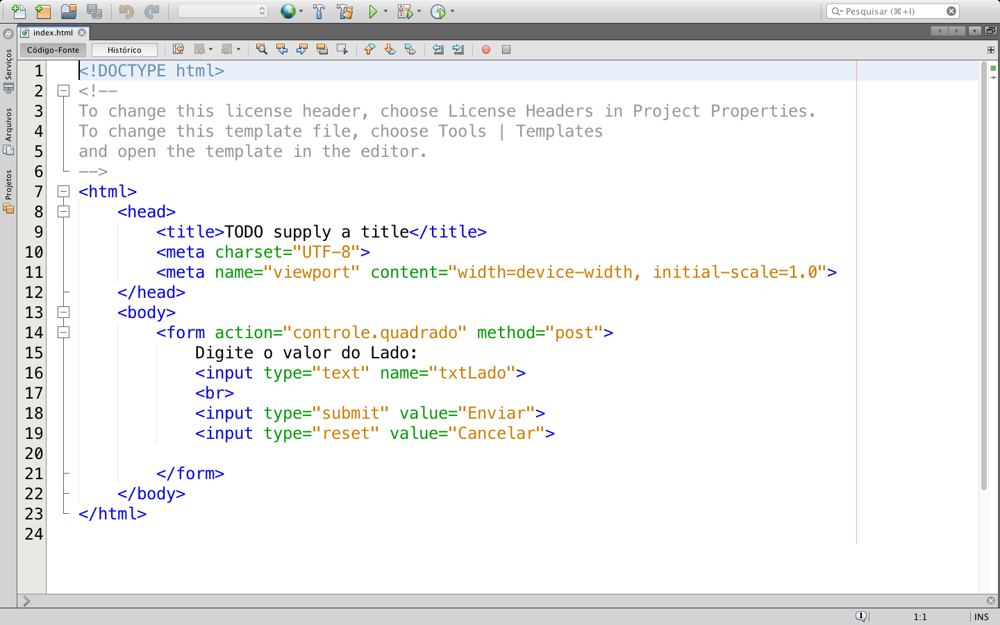 Pesquisar (⌘+I)
index.html
Código-Fonte
Histórico
Serviços
Arquivos
Projetos
1 <!DOCTYPE html>
2 <!--
3 To change this license header, choose License Headers in Project Properties.
4 To change this template file, choose Tools | Templates
5 and open the template in the editor.
6 -->
7 <html>
8 <head>
9 <title>TODO supply a title</title>
10 <meta charset="UTF-8">
11 <meta name="viewport" content="width=device-width, initial-scale=1.0">
12 </head>
13 <body>
14 <form action="controle.quadrado" method="post">
15 Digite o valor do Lado:
16 <input type="text" name="txtLado">
17 <br>
18 <input type="submit" value="Enviar">
19 <input type="reset" value="Cancelar">
20
21 </form>
22 </body>
23 </html>
24
1
1:1
INS